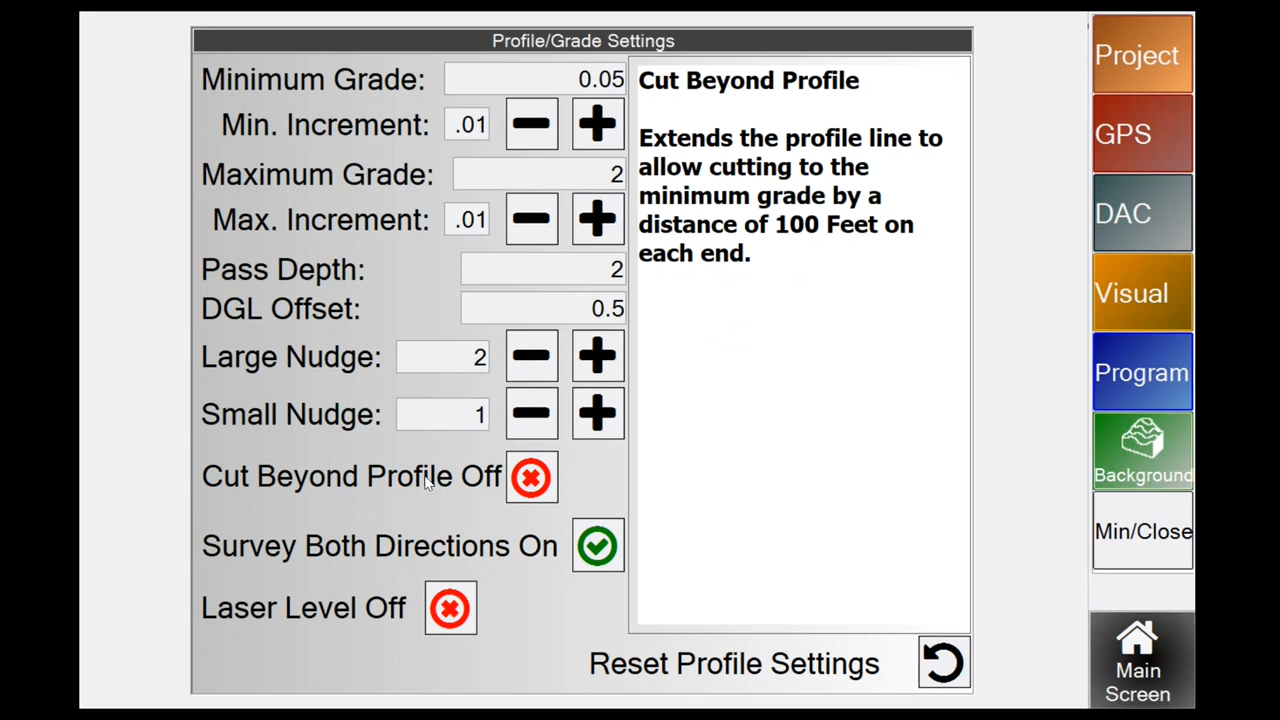 Profile/Grade Settings
Minimum Grade: 0.05
Min. Increment: .01
Maximum Grade: 2
Max. Increment: .01
Pass Depth: 2
DGL Offset: 0.5
Large Nudge: 2
Small Nudge: 1
Cut Beyond Profile Off
Survey Both Directions On
Laser Level Off
Cut Beyond Profile
Extends the profile line to
allow cutting to the
minimum grade by a
distance of 100 Feet on
each end.
Reset Profile Settings
Project
GPS
DAC
Visual
Program
Background
Min/Close
Main
Screen